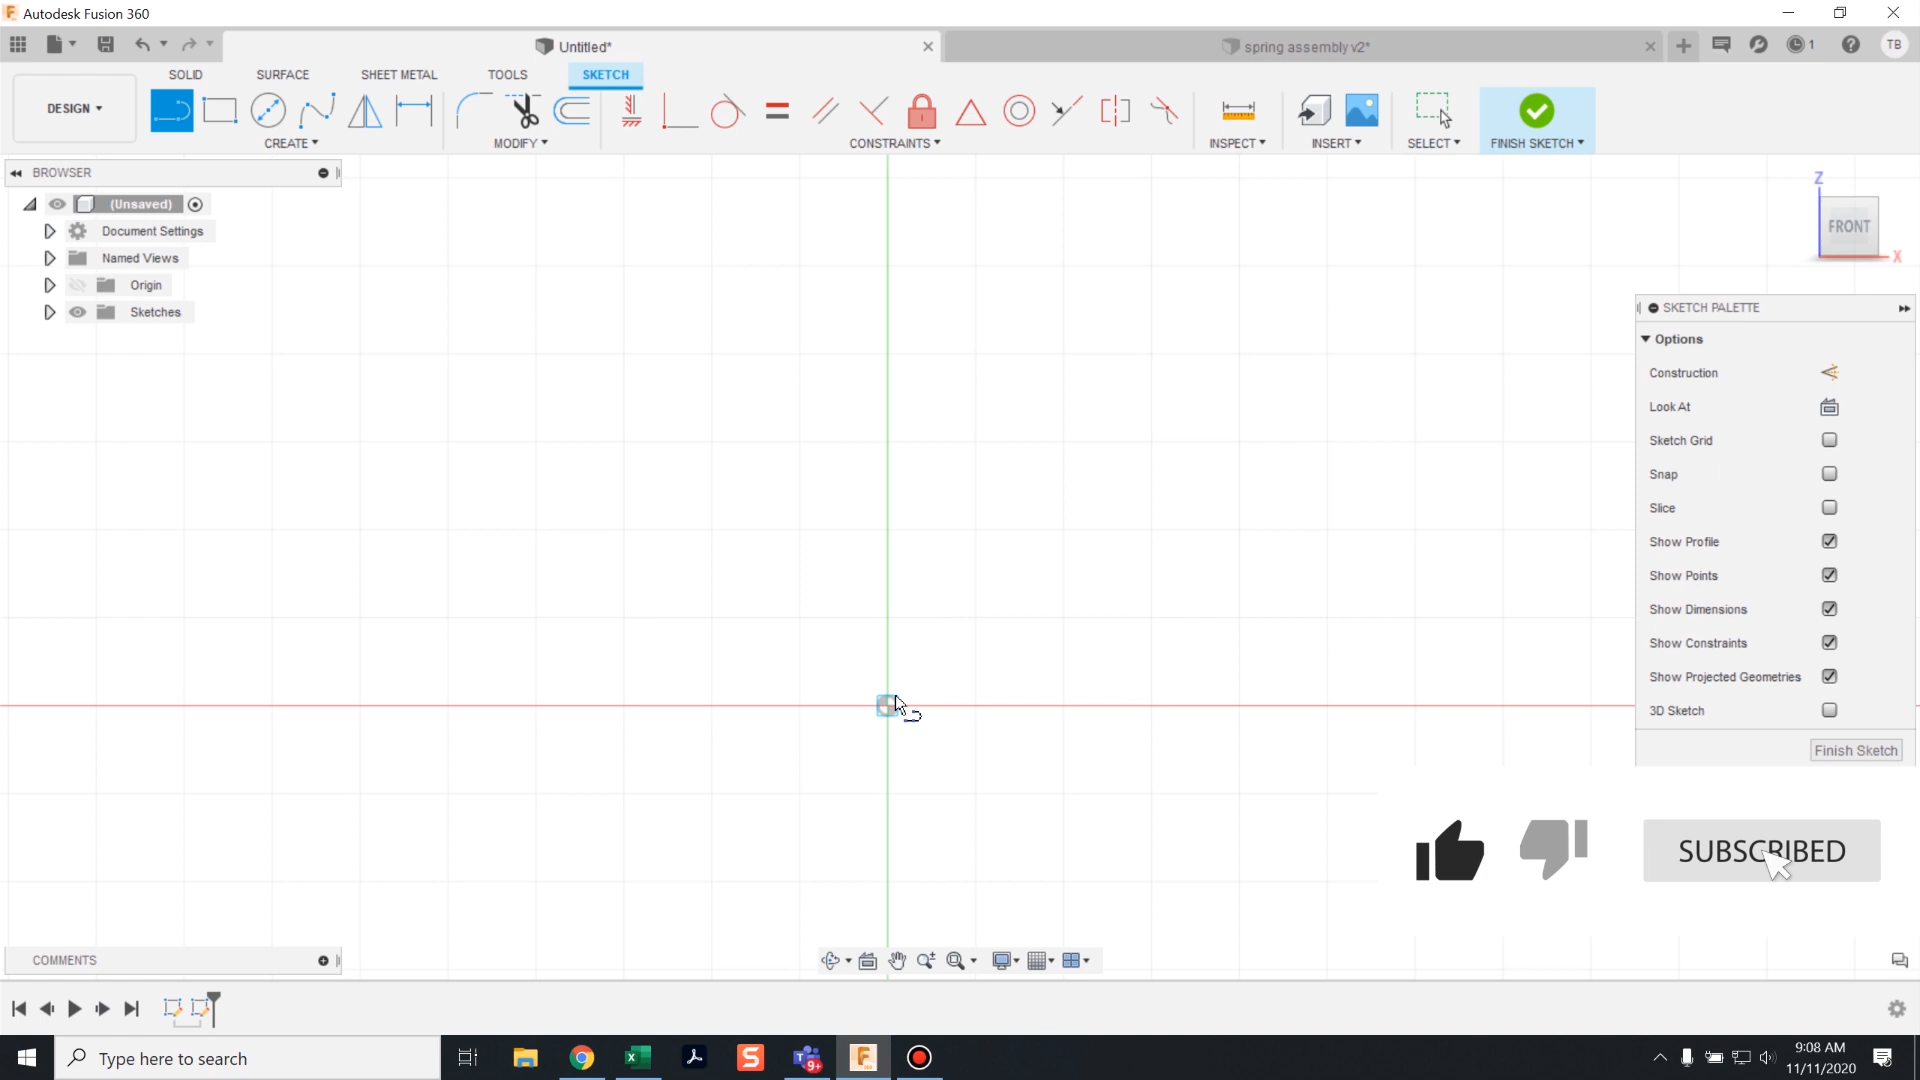 Autodesk Fusion 360
Untitled*
spring assembly v2*
1
TB
SOLID
SURFACE
SHEET METAL
TOOLS
SKETCH
DESIGN
CREATE
MODIFY
CONSTRAINTS
INSPECT
INSERT
SELECT
FINISH SKETCH
BROWSER
(Unsaved)
Document Settings
Named Views
Origin
Sketches
Z
FRONT
X
SKETCH PALETTE
Options
Construction
Look At
Sketch Grid
Snap
Slice
Show Profile
Show Points
Show Dimensions
Show Constraints
Show Projected Geometries
3D Sketch
Finish Sketch
SUBSCRIBED
COMMENTS
Type here to search
9+
9:08 AM
11/11/2020